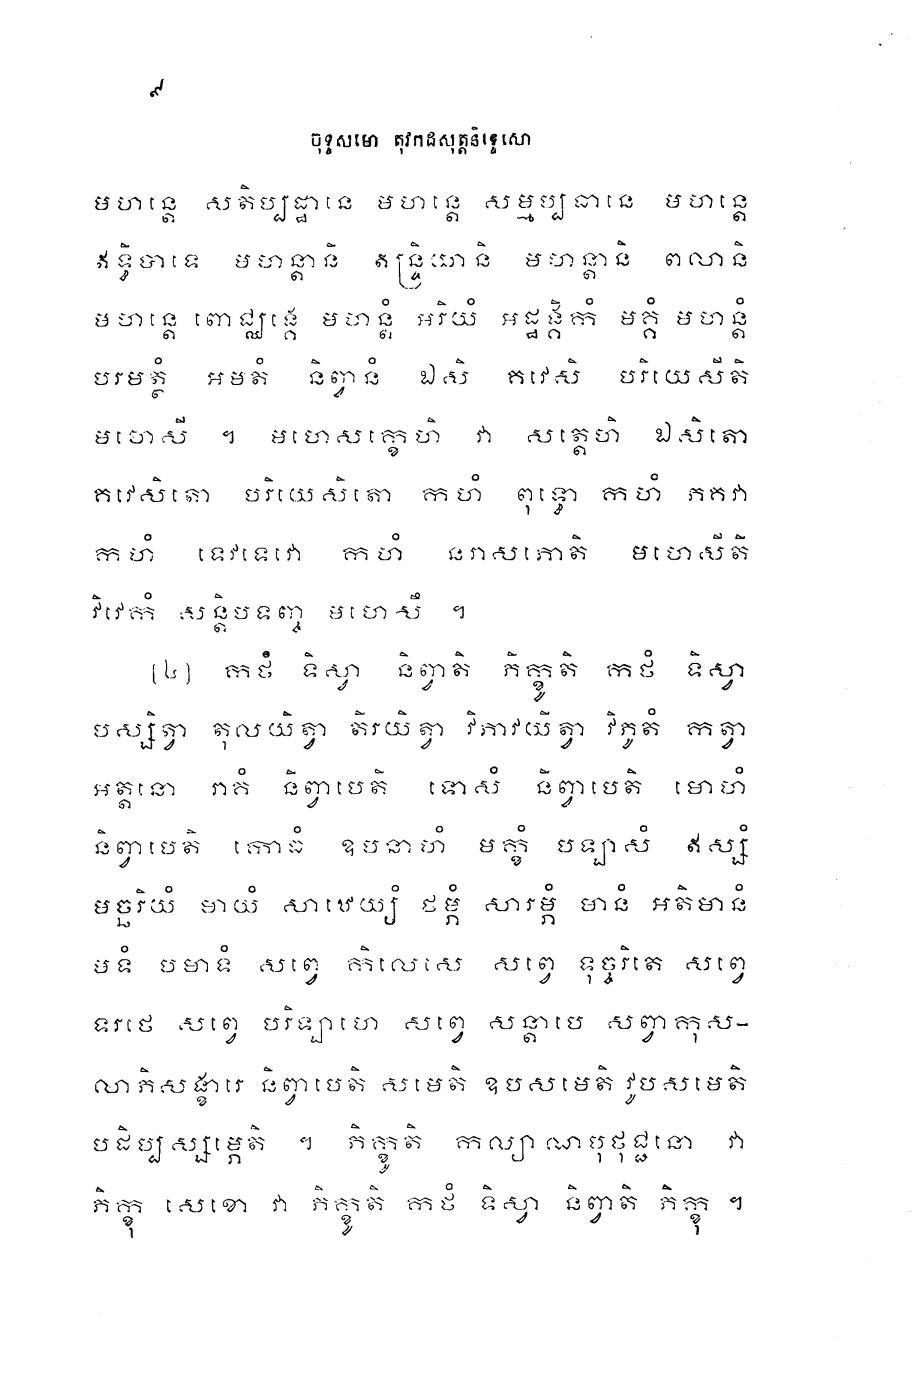 ៩
ចុទ្ទសមោ តុវកដសុត្តនិទ្ទេសោ
មហន្តេ សតិប្បដ្ឋានេ មហន្តេ សម្មប្បធានេ មហន្តេ
ឥទ្ធិបាទេ មហន្តានិ ឥន្ទ្រិយានិ មហន្តានិ ពលានិ
មហន្តេ ពោជ្ឈង្គេ មហន្តំ អរិយំ អដ្ឋង្គិកំ មគ្គំ មហន្តំ
បរមត្ថំ អមតំ និព្វានំ ឯសិ គវេសិ បរិយេសីតិ
មហេសី ។ មហេសក្ខេហិ វា សត្តេហិ ឯសិតោ
គវេសិតោ បរិយេសិតោ កហំ ពុទ្ធោ កហំ ភគវា
កហំ ទេវទេវោ កហំ នរាសភោតិ មហេសីតិ
វិវេកំ សន្តិបទញ្ច មហេសឹ ។
(៤) កថំ ទិស្វា និព្វាតិ ភិក្ខូតិ កថំ ទិស្វា
បស្សិត្វា តុលយិត្វា តិរយិត្វា វិភាវយិត្វា វិភូតំ កត្វា
អត្តនោ រាគំ និព្វាបេតិ ទោសំ និព្វាបេតិ មោហំ
និព្វាបេតិ កោធំ ឧបនាហំ មក្ខំ បឡាសំ ឥស្សំ
មច្ឆរិយំ មាយំ សាឋេយ្យំ ថម្ភំ សារម្ភំ មានំ អតិមានំ
មទំ បមាទំ សព្វេ កិលេសេ សព្វេ ទុច្ចរិតេ សព្វេ
ទរថេ សព្វេ បរិឡាហេ សព្វេ សន្តាបេ សព្វាកុស-
លាភិសង្ខារេ និព្វាបេតិ សមេតិ ឧបសមេតិ វូបសមេតិ
បដិប្បស្សម្ភេតិ ។ ភិក្ខូតិ កល្យាណបុថុជ្ជនោ វា
ភិក្ខុ សេខោ វា ភិក្ខូតិ កថំ ទិស្វា និព្វាតិ ភិក្ខុ ។